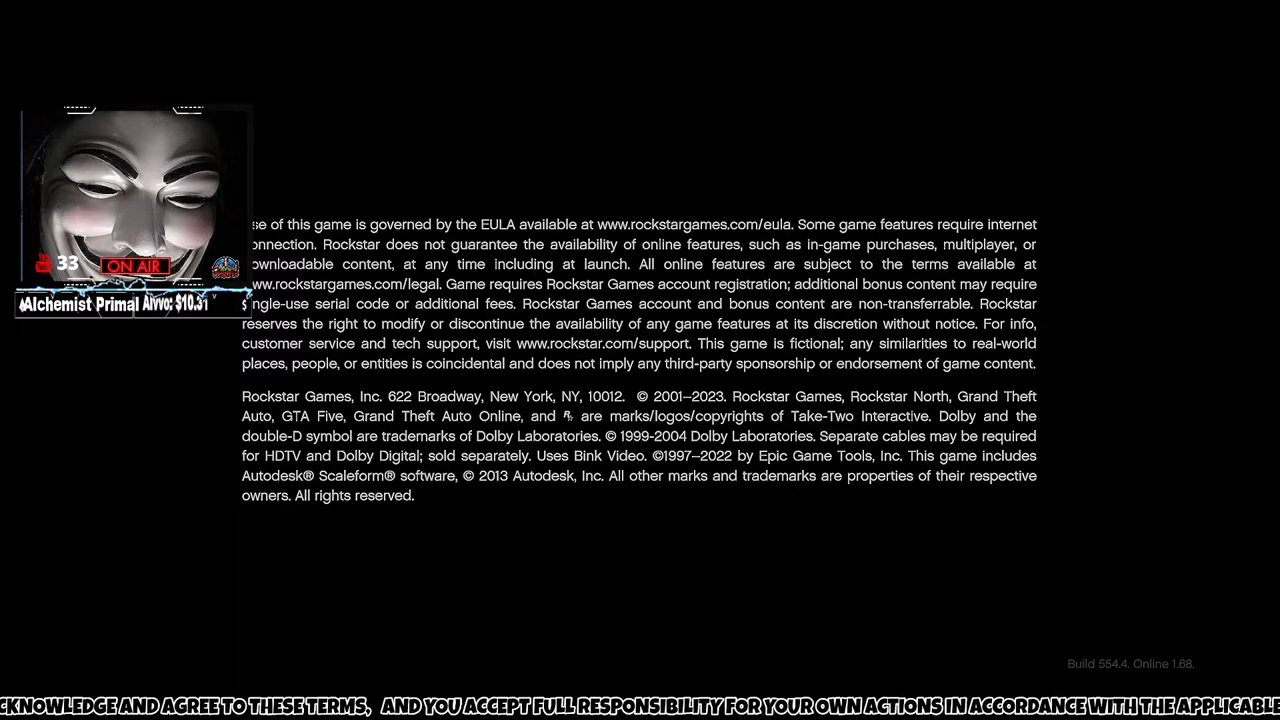 se of this game is governed by the EULA available at www.rockstargames.com/eula. Some game features require internet
onnection. Rockstar does not guarantee the availability of online features, such as in-game purchases, multiplayer, or
ownloadable content, at any time including at launch. All online features are subject to the terms available at
ww.rockstargames.com/legal. Game requires Rockstar Games account registration; additional bonus content may require
ngle-use serial code or additional fees. Rockstar Games account and bonus content are non-transferrable. Rockstar
reserves the right to modify or discontinue the availability of any game features at its discretion without notice. For info,
customer service and tech support, visit www.rockstar.com/support. This game is fictional; any similarities to real-world
places, people, or entities is coincidental and does not imply any third-party sponsorship or endorsement of game content.
33
ON AIR
Alchemist Primal $10.31
$
Rockstar Games, Inc. 622 Broadway, New York, NY, 10012. © 2001–2023. Rockstar Games, Rockstar North, Grand Theft
Auto, GTA Five, Grand Theft Auto Online, and are marks/logos/copyrights of Take-Two Interactive. Dolby and the
double-D symbol are trademarks of Dolby Laboratories. © 1999-2004 Dolby Laboratories. Separate cables may be required
for HDTV and Dolby Digital; sold separately. Uses Bink Video. ©1997–2022 by Epic Game Tools, Inc. This game includes
Autodesk® Scaleform® software, © 2013 Autodesk, Inc. All other marks and trademarks are properties of their respective
owners. All rights reserved.
Build 554.4. Online 1.68.
CKNOWLEDGE AND AGREE TO THESE TERMS, AND YOU ACCEPT FULL RESPONSIBILITY FOR YOUR OWN ACTIONS IN ACCORDANCE WITH THE APPLICABLE